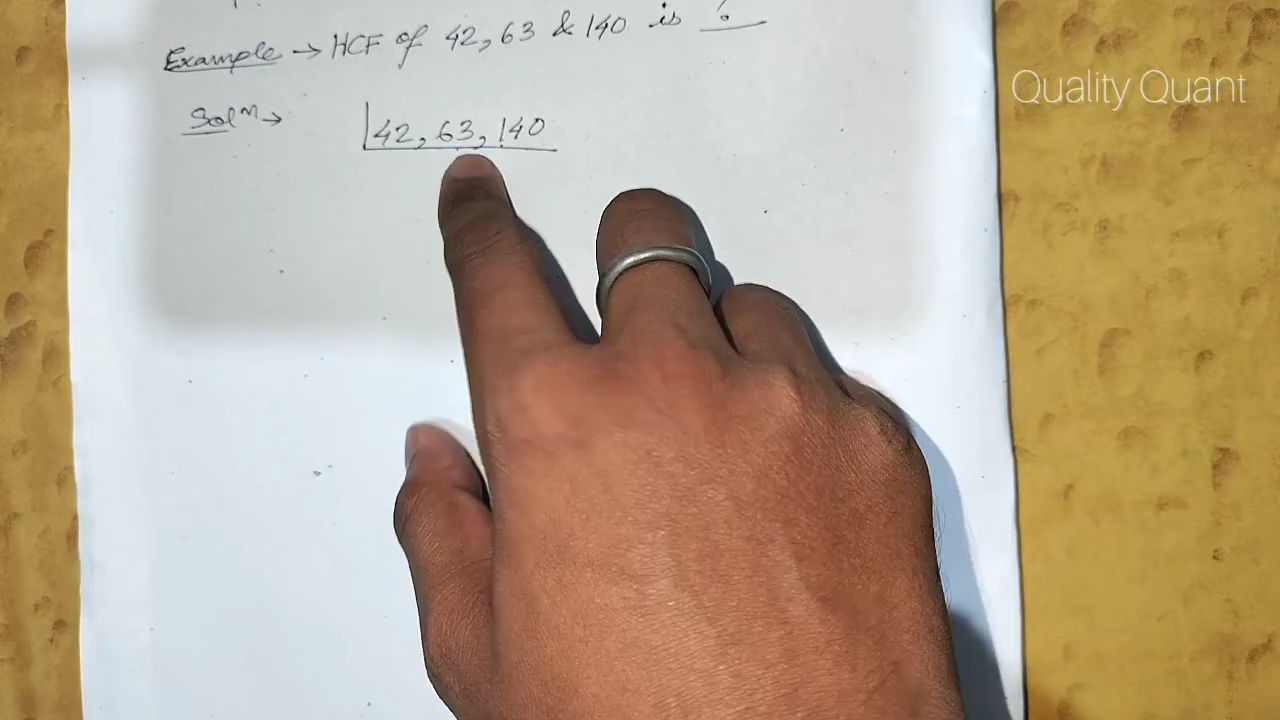 Example → HCF of 42, 63 & 140 is ?
Quality Quant
Solⁿ →
42, 63, 140